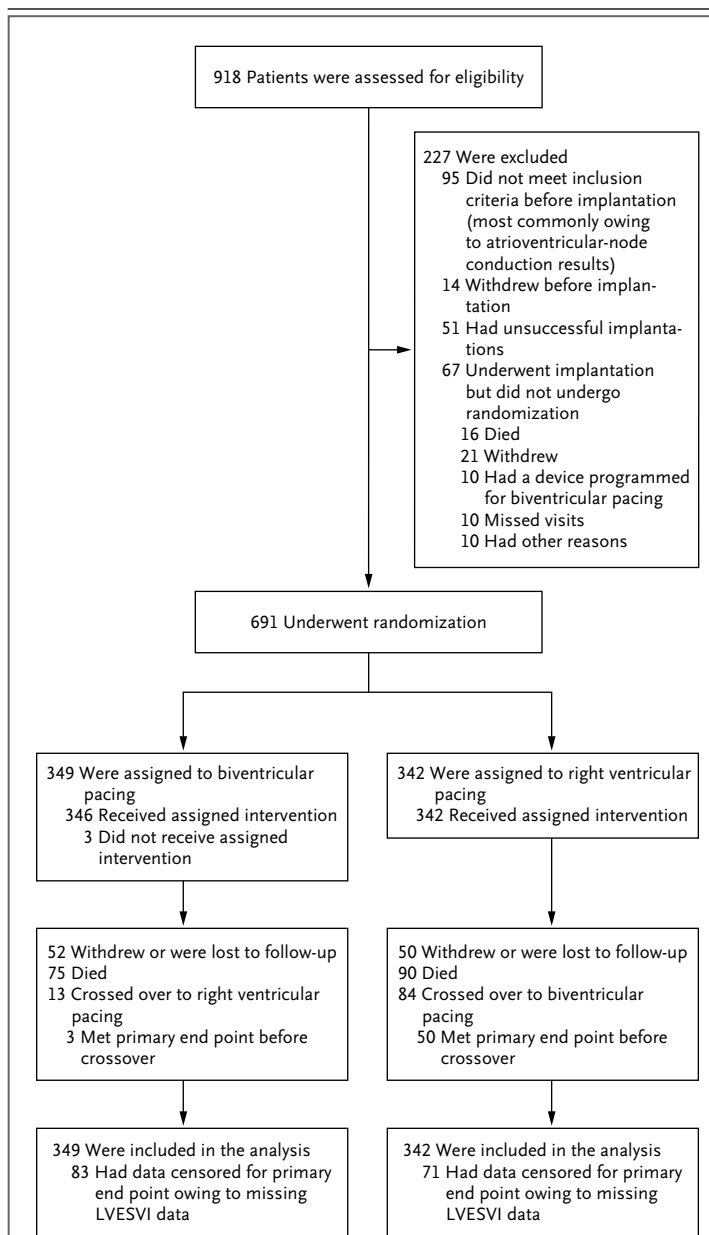 918 Patients were assessed for eligibility
227 Were excluded
95 Did not meet inclusion
criteria before implantation
(most commonly owing
to atrioventricular-node
conduction results)
14 Withdrew before implan-
tation
51 Had unsuccessful implanta-
tions
67 Underwent implantation
but did not undergo
randomization
16 Died
21 Withdrew
10 Had a device programmed
for biventricular pacing
10 Missed visits
10 Had other reasons
691 Underwent randomization
349 Were assigned to biventricular
pacing
346 Received assigned intervention
3 Did not receive assigned
intervention
342 Were assigned to right ventricular
pacing
342 Received assigned intervention
52 Withdrew or were lost to follow-up
75 Died
13 Crossed over to right ventricular
pacing
3 Met primary end point before
crossover
50 Withdrew or were lost to follow-up
90 Died
84 Crossed over to biventricular
pacing
50 Met primary end point before
crossover
349 Were included in the analysis
83 Had data censored for primary
end point owing to missing
LVESVI data
342 Were included in the analysis
71 Had data censored for primary
end point owing to missing
LVESVI data